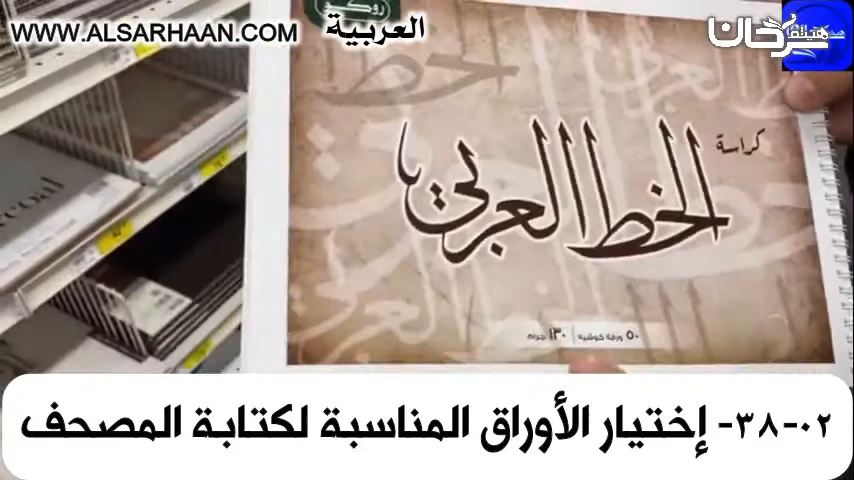 WWW.ALSARHAAN.COM
روكو
العربية
سرحان
كراسة
الخط العربي
٥٠ ورقة كوشيه | ١٣٠ جرام
٠٢-٣٨- إختيار الأوراق المناسبة لكتابة المصحف